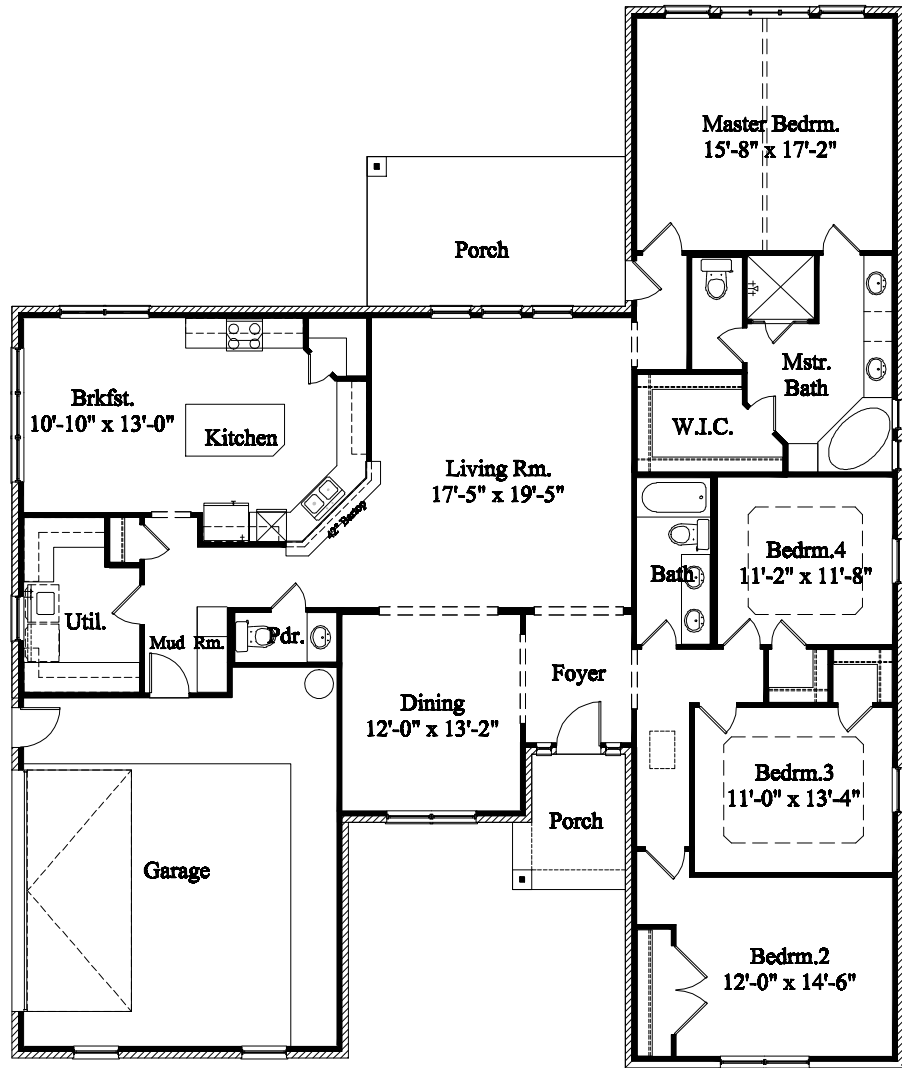 Master Bedrm.
15'-8" x 17'-2"
Porch
Mstr.
Bath
Brkfst.
10'-10" x 13'-0"
Kitchen
W.I.C.
Living Rm.
17'-5" x 19'-5"
42" Bartop
Bedrm.4
11'-2" x 11'-8"
Bath
Util.
Mud Rm.
Pdr.
Foyer
Dining
12'-0" x 13'-2"
Bedrm.3
11'-0" x 13'-4"
Porch
Garage
Bedrm.2
12'-0" x 14'-6"